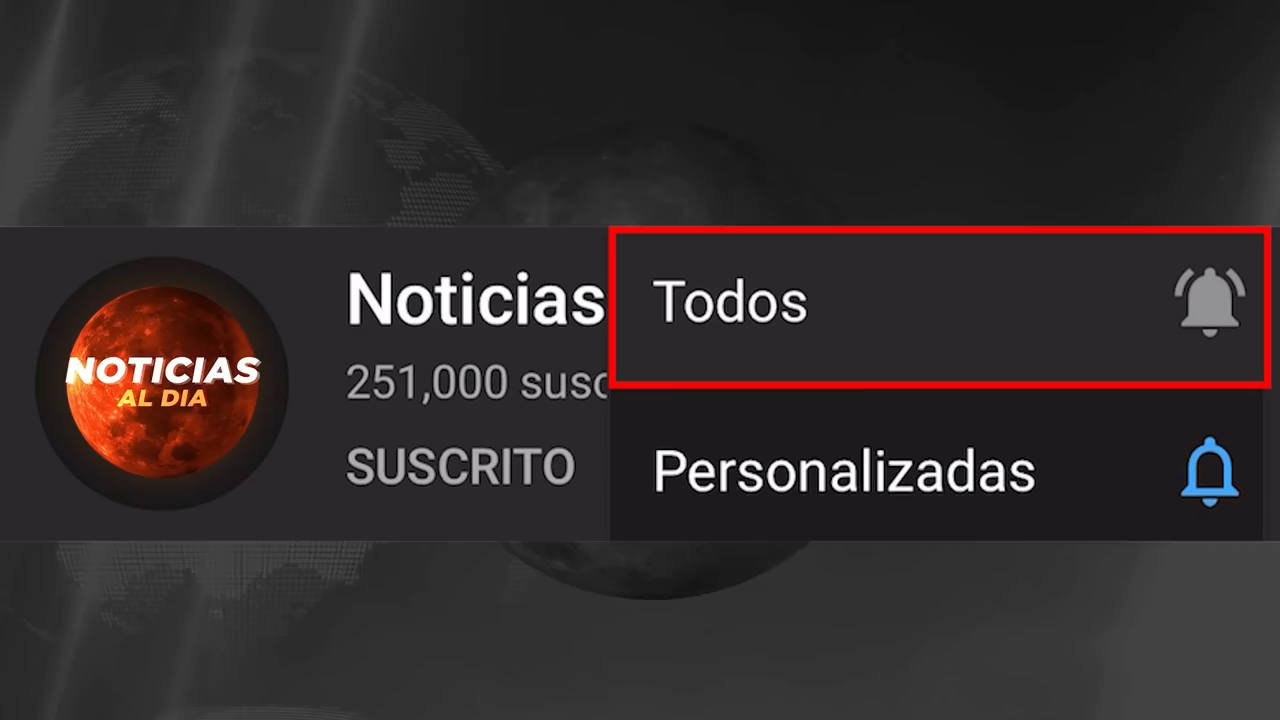 NOTICIAS
AL DIA
Noticias
251,000 susc
SUSCRITO
Todos
Personalizadas